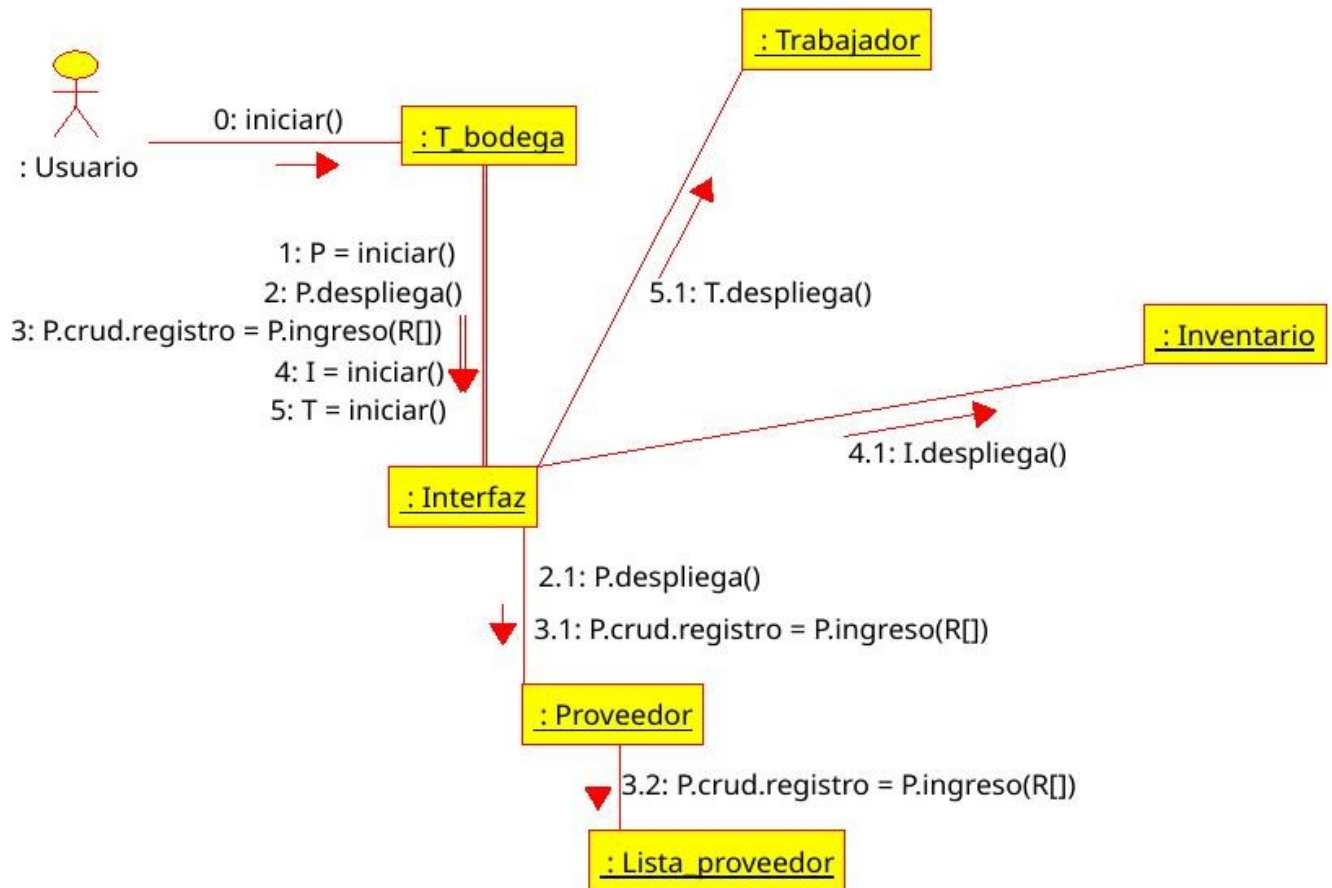 : Trabajador
0: iniciar()
: T_bodega
: Usuario
1: P = iniciar()
2: P.despliega()
3: P.crud.registro = P.ingreso(R[])
4: I = iniciar()
5: T = iniciar()
5.1: T.despliega()
: Inventario
4.1: I.despliega()
: Interfaz
2.1: P.despliega()
3.1: P.crud.registro = P.ingreso(R[])
: Proveedor
3.2: P.crud.registro = P.ingreso(R[])
: Lista_proveedor